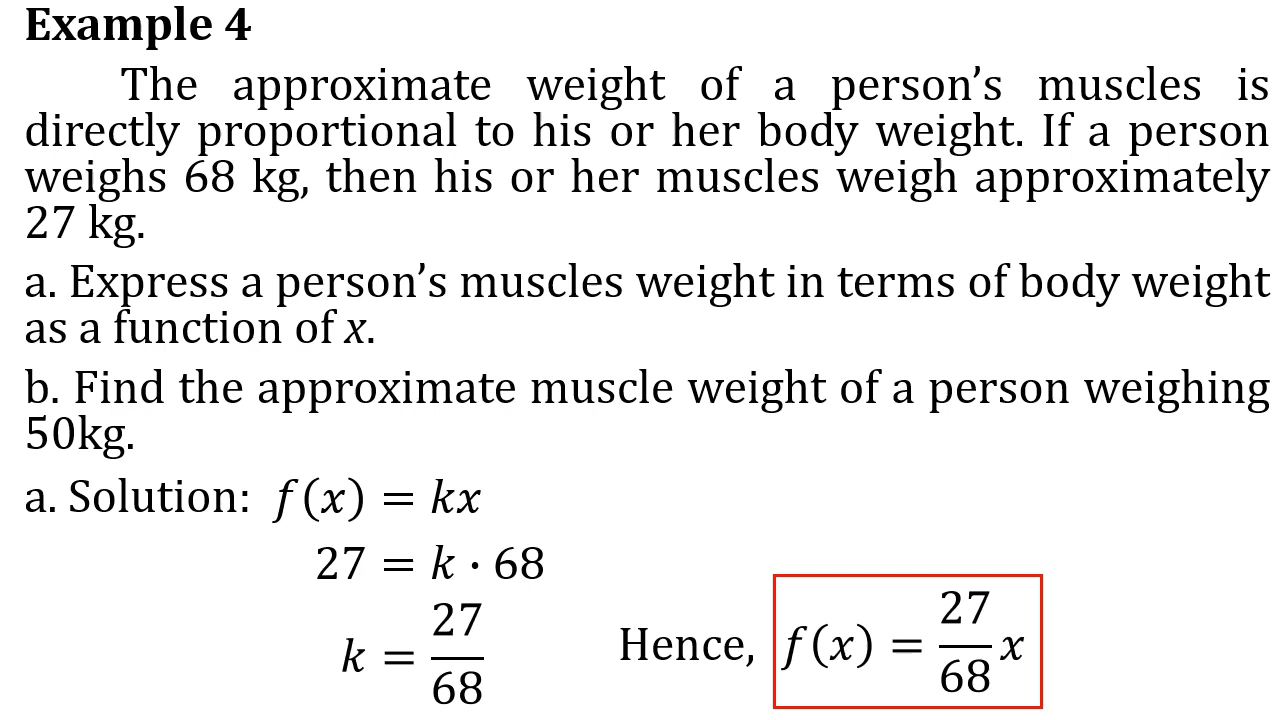 Example 4
The approximate weight of a person’s muscles is
directly proportional to his or her body weight. If a person
weighs 68 kg, then his or her muscles weigh approximately
27 kg.
a. Express a person’s muscles weight in terms of body weight
as a function of x.
b. Find the approximate muscle weight of a person weighing
50kg.
a. Solution: f(x) = kx
27 = k · 68
k = 27/68
Hence, f(x) = 27/68 x